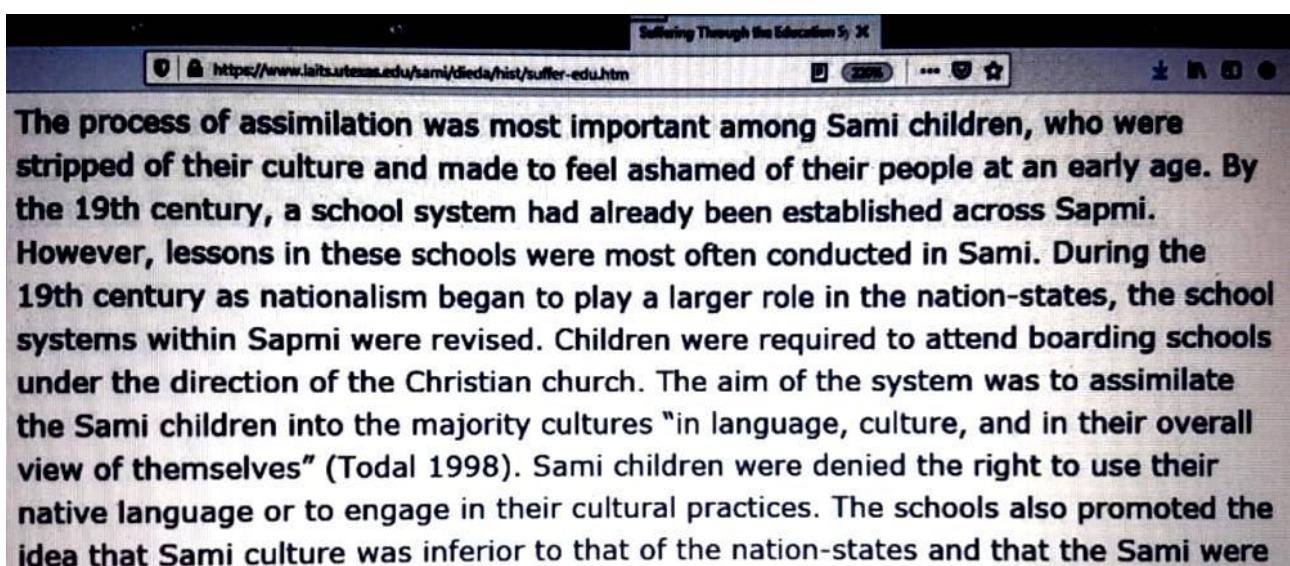 Suffering Through the Education Sy
https://www.laits.utexas.edu/sami/dieda/hist/suffer-edu.htm
The process of assimilation was most important among Sami children, who were
stripped of their culture and made to feel ashamed of their people at an early age. By
the 19th century, a school system had already been established across Sapmi.
However, lessons in these schools were most often conducted in Sami. During the
19th century as nationalism began to play a larger role in the nation-states, the school
systems within Sapmi were revised. Children were required to attend boarding schools
under the direction of the Christian church. The aim of the system was to assimilate
the Sami children into the majority cultures "in language, culture, and in their overall
view of themselves" (Todal 1998). Sami children were denied the right to use their
native language or to engage in their cultural practices. The schools also promoted the
idea that Sami culture was inferior to that of the nation-states and that the Sami were